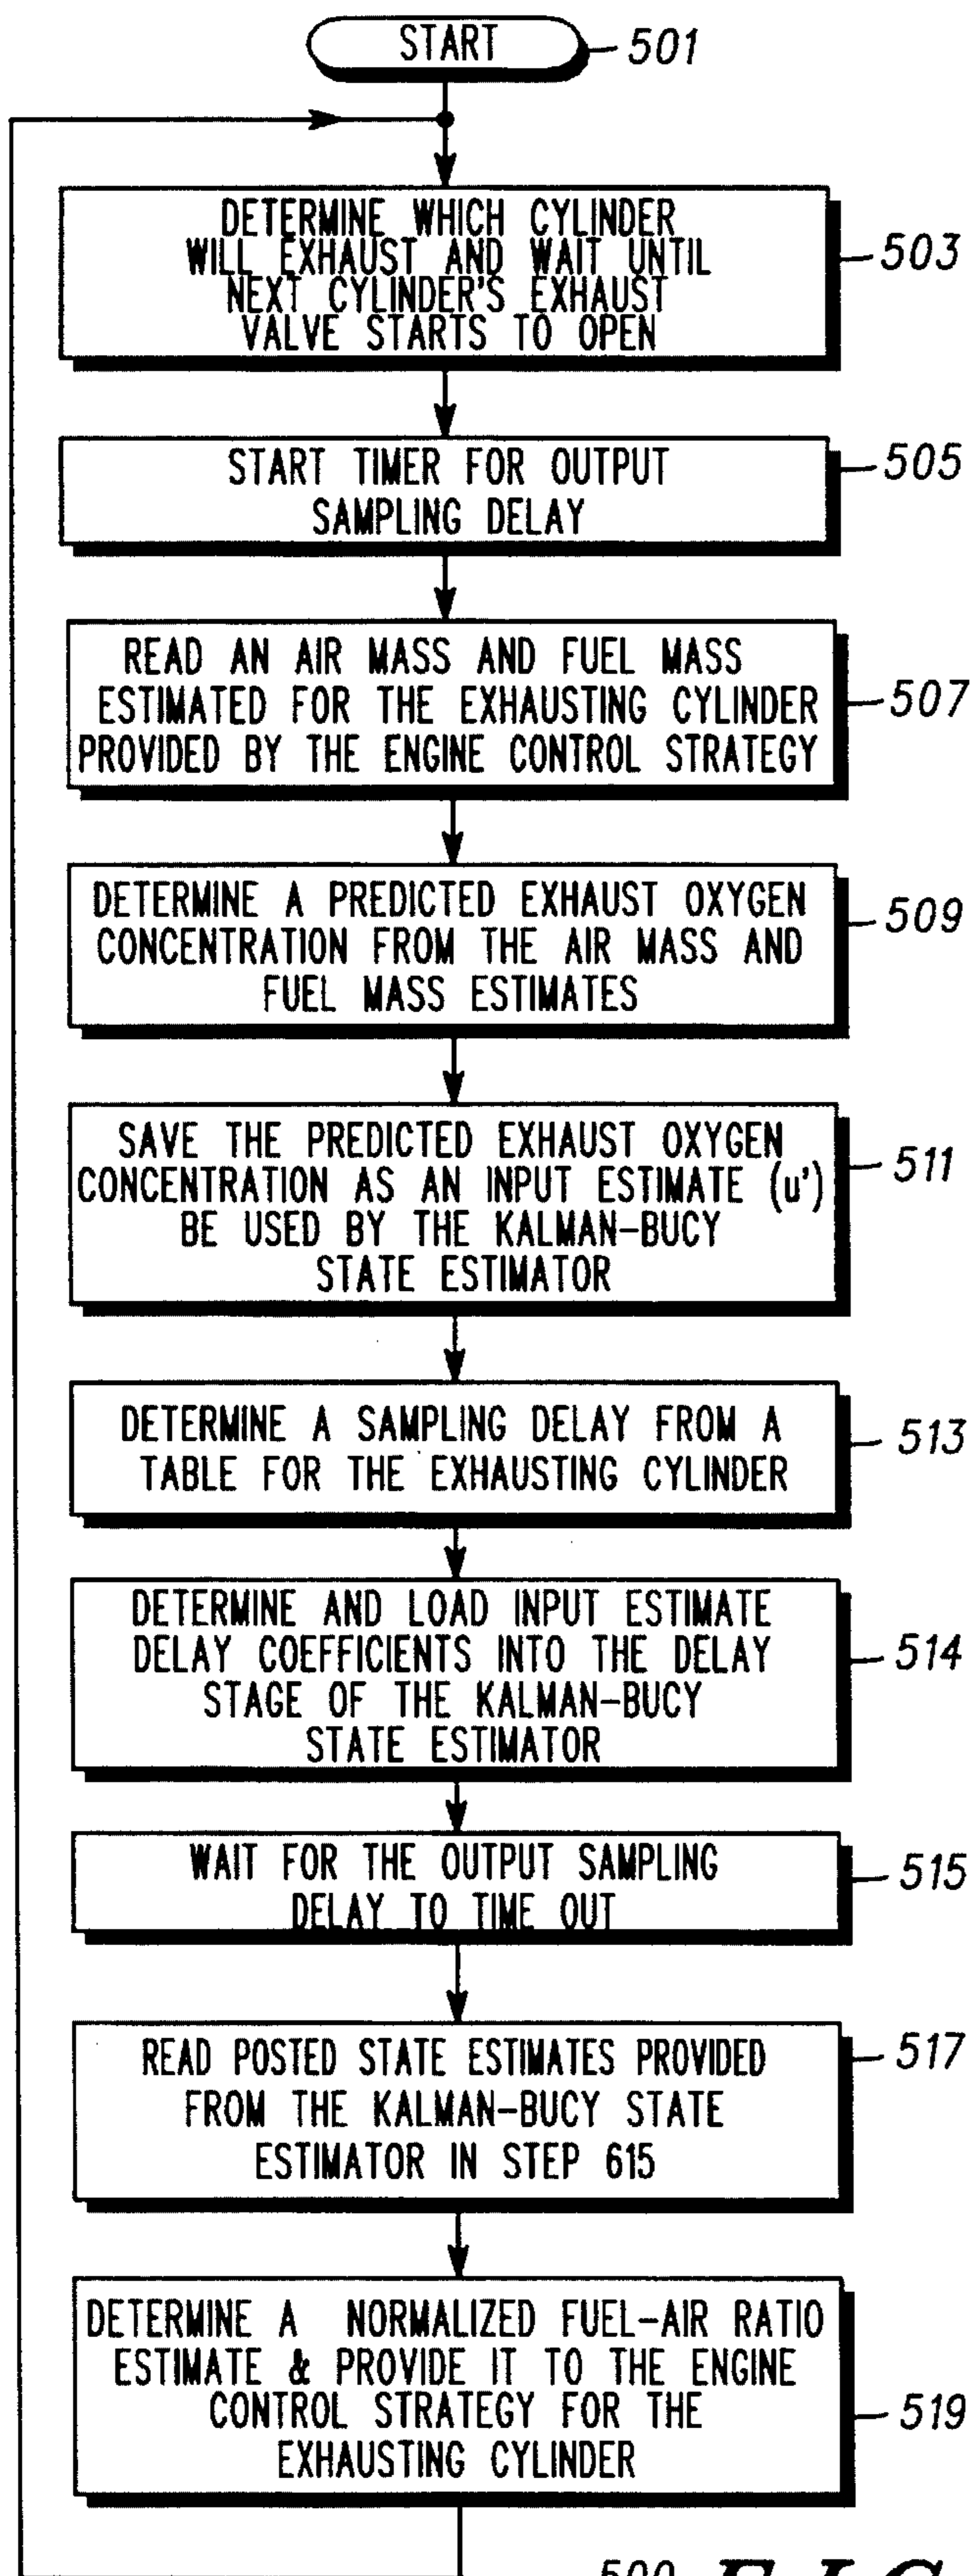 START
501
DETERMINE WHICH CYLINDER
WILL EXHAUST AND WAIT UNTIL
NEXT CYLINDER'S EXHAUST
VALVE STARTS TO OPEN
503
START TIMER FOR OUTPUT
SAMPLING DELAY
505
READ AN AIR MASS AND FUEL MASS
ESTIMATED FOR THE EXHAUSTING CYLINDER
PROVIDED BY THE ENGINE CONTROL STRATEGY
507
DETERMINE A PREDICTED EXHAUST OXYGEN
CONCENTRATION FROM THE AIR MASS AND
FUEL MASS ESTIMATES
509
SAVE THE PREDICTED EXHAUST OXYGEN
CONCENTRATION AS AN INPUT ESTIMATE (u')
BE USED BY THE KALMAN-BUCY
STATE ESTIMATOR
511
DETERMINE A SAMPLING DELAY FROM A
TABLE FOR THE EXHAUSTING CYLINDER
513
DETERMINE AND LOAD INPUT ESTIMATE
DELAY COEFFICIENTS INTO THE DELAY
STAGE OF THE KALMAN-BUCY
STATE ESTIMATOR
514
WAIT FOR THE OUTPUT SAMPLING
DELAY TO TIME OUT
515
READ POSTED STATE ESTIMATES PROVIDED
FROM THE KALMAN-BUCY STATE
ESTIMATOR IN STEP 615
517
DETERMINE A NORMALIZED FUEL-AIR RATIO
ESTIMATE & PROVIDE IT TO THE ENGINE
CONTROL STRATEGY FOR THE
EXHAUSTING CYLINDER
519